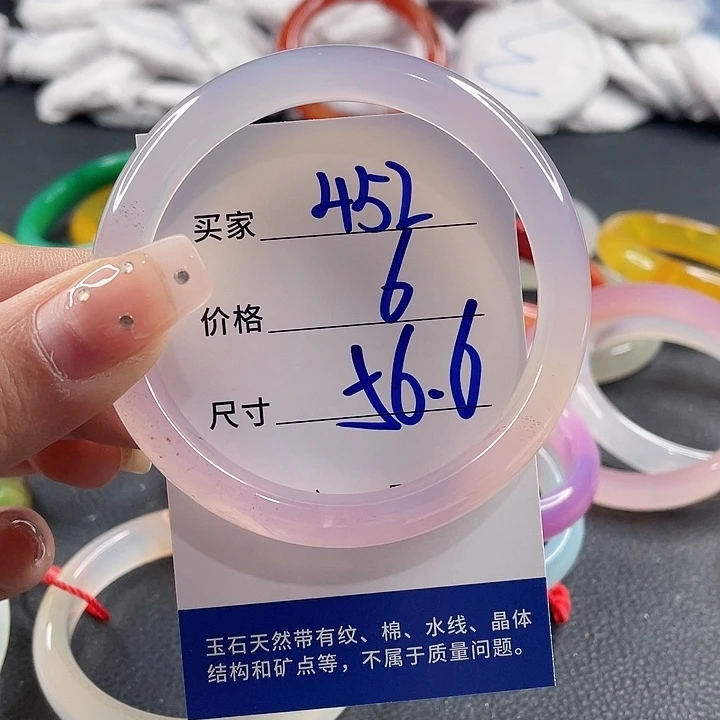 买家 452
价格 6
尺寸 56.6
玉石天然带有纹、棉、水线、晶体
结构和矿点等，不属于质量问题。